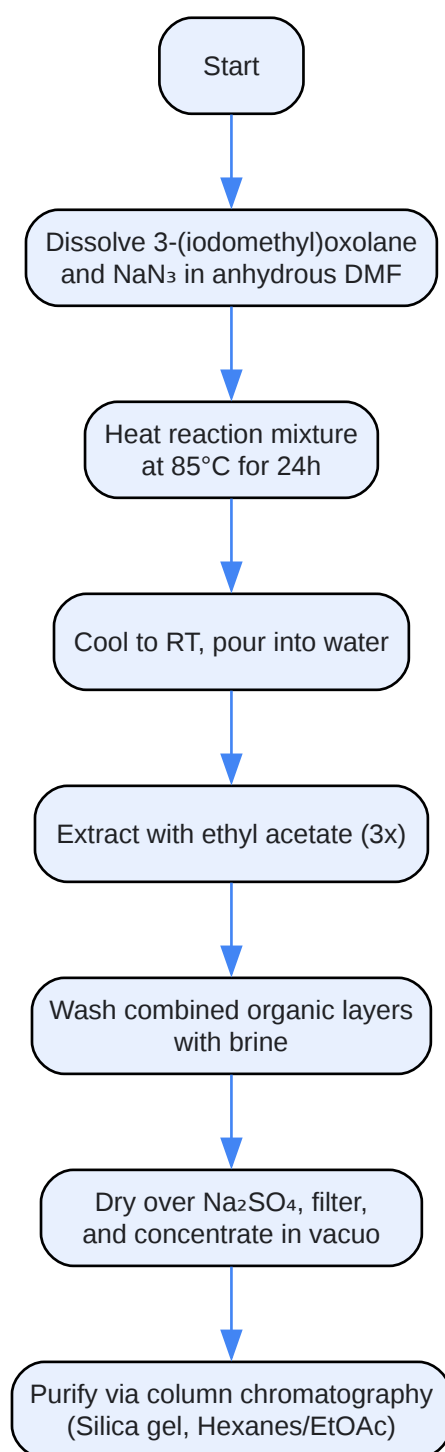 Start
Dissolve 3-(iodomethyl)oxolane
and NaN₃ in anhydrous DMF
Heat reaction mixture
at 85°C for 24h
Cool to RT, pour into water
Extract with ethyl acetate (3x)
Wash combined organic layers
with brine
Dry over Na₂SO₄, filter,
and concentrate in vacuo
Purify via column chromatography
(Silica gel, Hexanes/EtOAc)